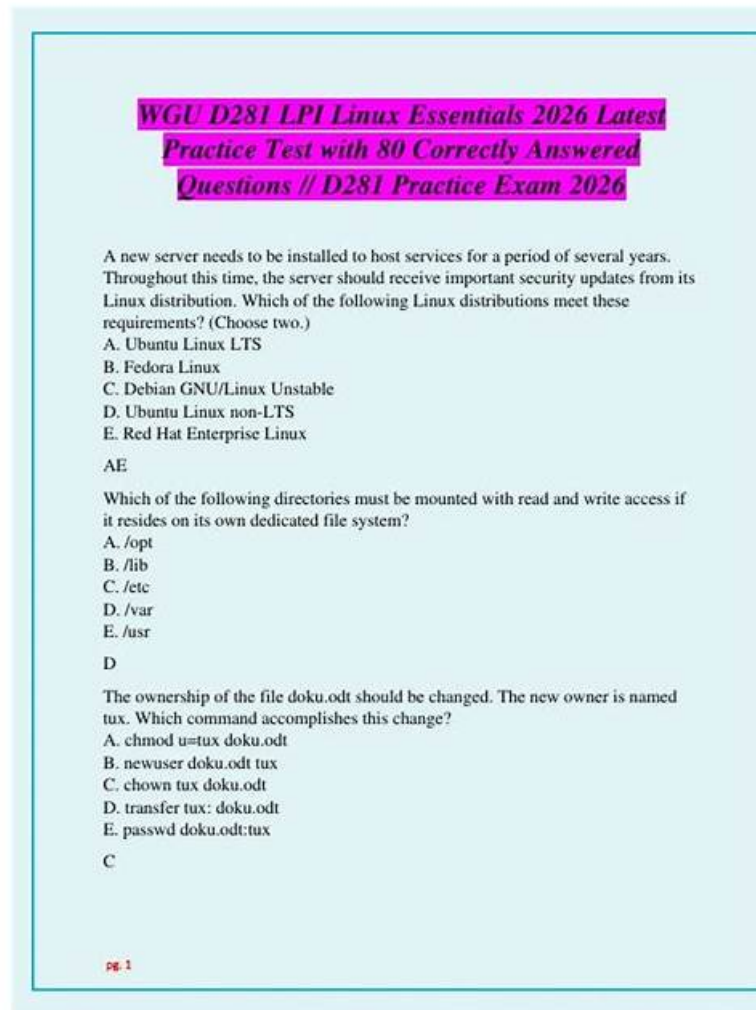 WGU D281 LPI Linux Essentials 2026 Latest
Practice Test with 80 Correctly Answered
Questions // D281 Practice Exam 2026
A new server needs to be installed to host services for a period of several years.
Throughout this time, the server should receive important security updates from its
Linux distribution. Which of the following Linux distributions meet these
requirements? (Choose two.)
A. Ubuntu Linux LTS
B. Fedora Linux
C. Debian GNU/Linux Unstable
D. Ubuntu Linux non-LTS
E. Red Hat Enterprise Linux
AE
Which of the following directories must be mounted with read and write access if
it resides on its own dedicated file system?
A. /opt
B. /lib
C. /etc
D. /var
E. /usr
D
The ownership of the file doku.odt should be changed. The new owner is named
tux. Which command accomplishes this change?
A. chmod u=tux doku.odt
B. newuser doku.odt tux
C. chown tux doku.odt
D. transfer tux: doku.odt
E. passwd doku.odt:tux
C
pg. 1